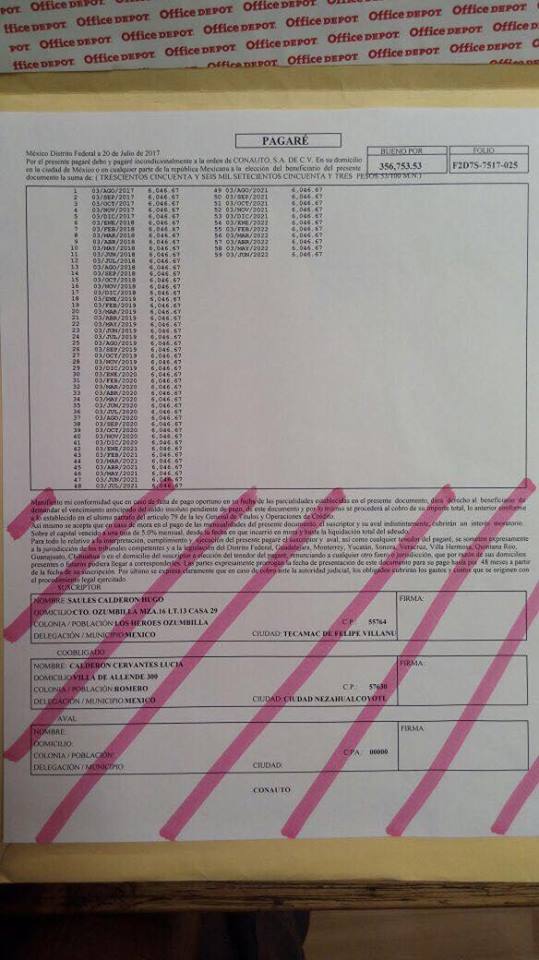 Office DEPOT Office DEPOT Office DEPOT Office DEPOT
PAGARÉ
México Distrito Federal a 20 de Julio de 2017
BUENO POR
FOLIO
356,753.53
F2D7S-7517-025
Por el presente pagaré debo y pagaré incondicionalmente a la orden de CONAUTO, S.A. DE C.V. En su domicilio
en la ciudad de México o en cualquier parte de la república Mexicana a la elección del beneficiario del presente
documento la suma de: ( TRESCIENTOS CINCUENTA Y SEIS MIL SETECIENTOS CINCUENTA Y TRES PESOS 53/100 M.N.)
1 03/AGO/2017 6,046.67 49 03/AGO/2021 6,046.67
2 03/SEP/2017 6,046.67 50 03/SEP/2021 6,046.67
3 03/OCT/2017 6,046.67 51 03/OCT/2021 6,046.67
4 03/NOV/2017 6,046.67 52 03/NOV/2021 6,046.67
5 03/DIC/2017 6,046.67 53 03/DIC/2021 6,046.67
6 03/ENE/2018 6,046.67 54 03/ENE/2022 6,046.67
7 03/FEB/2018 6,046.67 55 03/FEB/2022 6,046.67
8 03/MAR/2018 6,046.67 56 03/MAR/2022 6,046.67
9 03/ABR/2018 6,046.67 57 03/ABR/2022 6,046.67
10 03/MAY/2018 6,046.67 58 03/MAY/2022 6,046.67
11 03/JUN/2018 6,046.67 59 03/JUN/2022 6,046.67
12 03/JUL/2018 6,046.67
13 03/AGO/2018 6,046.67
14 03/SEP/2018 6,046.67
15 03/OCT/2018 6,046.67
16 03/NOV/2018 6,046.67
17 03/DIC/2018 6,046.67
18 03/ENE/2019 6,046.67
19 03/FEB/2019 6,046.67
20 03/MAR/2019 6,046.67
21 03/ABR/2019 6,046.67
22 03/MAY/2019 6,046.67
23 03/JUN/2019 6,046.67
24 03/JUL/2019 6,046.67
25 03/AGO/2019 6,046.67
26 03/SEP/2019 6,046.67
27 03/OCT/2019 6,046.67
28 03/NOV/2019 6,046.67
29 03/DIC/2019 6,046.67
30 03/ENE/2020 6,046.67
31 03/FEB/2020 6,046.67
32 03/MAR/2020 6,046.67
33 03/ABR/2020 6,046.67
34 03/MAY/2020 6,046.67
35 03/JUN/2020 6,046.67
36 03/JUL/2020 6,046.67
37 03/AGO/2020 6,046.67
38 03/SEP/2020 6,046.67
39 03/OCT/2020 6,046.67
40 03/NOV/2020 6,046.67
41 03/DIC/2020 6,046.67
42 03/ENE/2021 6,046.67
43 03/FEB/2021 6,046.67
44 03/MAR/2021 6,046.67
45 03/ABR/2021 6,046.67
46 03/MAY/2021 6,046.67
47 03/JUN/2021 6,046.67
48 03/JUL/2021 6,046.67
Manifiesto mi conformidad que en caso de falta de pago oportuno en la fecha de las parcialidades establecidas en el presente documento, dará derecho al beneficiario de
demandar el vencimiento anticipado del saldo insoluto pendiente de pago, de este documento y por lo mismo se procederá al cobro de su importe total, lo anterior conforme
a lo establecido en el último párrafo del artículo 79 de la ley General de Títulos y Operaciones de Crédito.
Así mismo se acepta que en caso de mora en el pago de las mensualidades del presente documento el suscriptor y su aval indistintamente, cubrirán un interés moratorio
Sobre el capital vencido a una tasa de 5.0% mensual, desde la fecha en que incurrió en mora y hasta la liquidación total del adeudo.
Para todo lo relativo a la interpretación, cumplimiento y ejecución del presente pagaré el suscriptor y aval, así como cualquier tenedor del pagaré, se someten expresamente
a la jurisdicción de los tribunales competentes y a la legislación del Distrito Federal, Guadalajara, Monterrey, Yucatán, Sonora, Veracruz, Villa Hermosa, Quintana Roo,
Guanajuato, Chihuahua o en el domicilio del suscriptor a elección del tenedor del pagaré, renunciando a cualquier otro fuero o jurisdicción, que por razón de sus domicilios
presentes o futuros pudiera llegar a corresponderles. Las partes expresamente prorrogan la fecha de presentación de este documento para su pago hasta por 48 meses a partir
de la fecha de su suscripción. Por último se expresa claramente que en caso de cobro ante la autoridad judicial, los obligados cubrirán los gastos y costas que se originen con
el procedimiento legal ejercitado.
SUSCRIPTOR
NOMBRE: SAULES CALDERON HUGO
FIRMA:
DOMICILIO: CTO. OZUMBILLA MZA.16 LT.13 CASA 29
COLONIA / POBLACIÓN: LOS HEROES OZUMBILLA C.P.: 55764
DELEGACIÓN / MUNICIPIO: MEXICO CIUDAD: TECAMAC DE FELIPE VILLANU
COOBLIGADO:
NOMBRE: CALDERON CERVANTES LUCIA
FIRMA:
DOMICILIO: VILLA DE ALLENDE 300
COLONIA / POBLACIÓN: ROMERO C.P.: 57630
DELEGACIÓN / MUNICIPIO: MEXICO CIUDAD: CIUDAD NEZAHUALCOYOTL
AVAL
NOMBRE:
FIRMA:
DOMICILIO:
COLONIA / POBLACIÓN: C.P.A: 00000
DELEGACIÓN / MUNICIPIO: CIUDAD:
CONAUTO